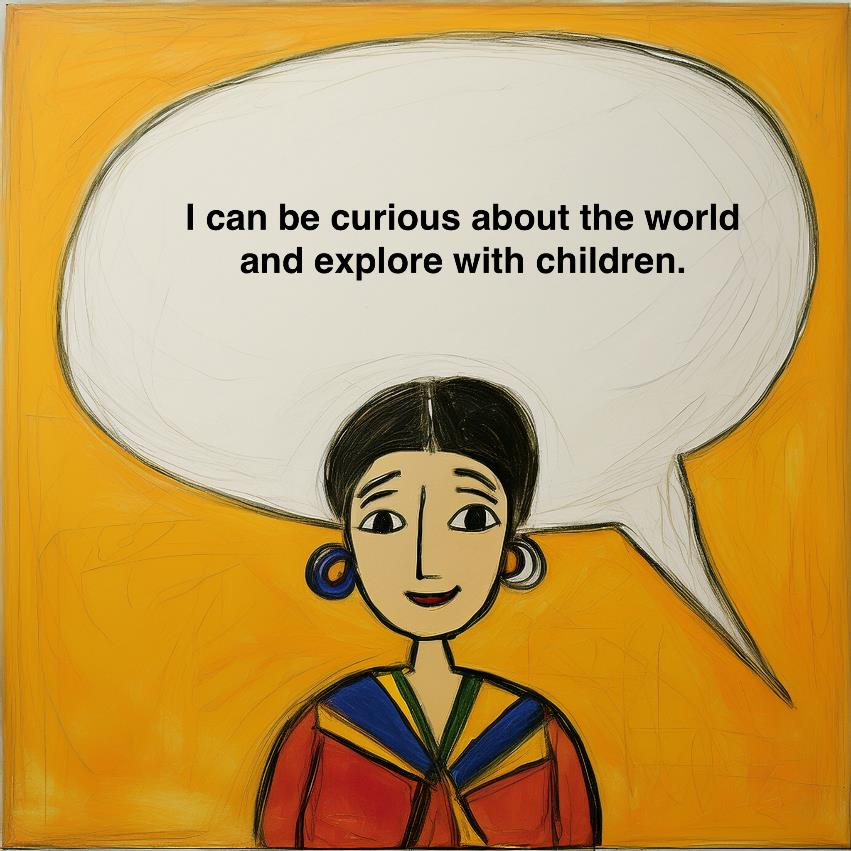 I can be curious about the world
and explore with children.